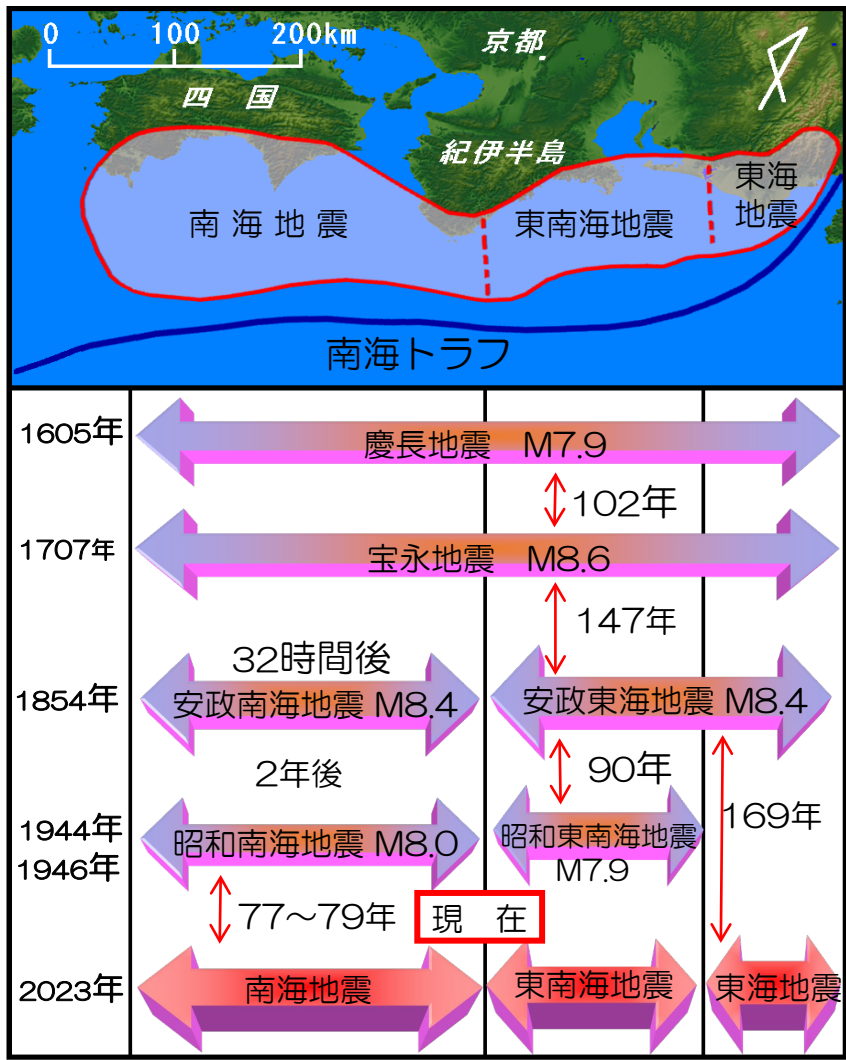 0 100 200km
京都
四 国
紀伊半島
東海
地震
南海地震
東南海地震
南海トラフ
1605年
慶長地震 M7.9
102年
1707年
宝永地震 M8.6
147年
32時間後
1854年
安政南海地震 M8.4
安政東海地震 M8.4
2年後
90年
169年
1944年
1946年
昭和南海地震 M8.0
昭和東南海地震
M7.9
77～79年
現 在
2023年
南海地震
東南海地震
東海地震